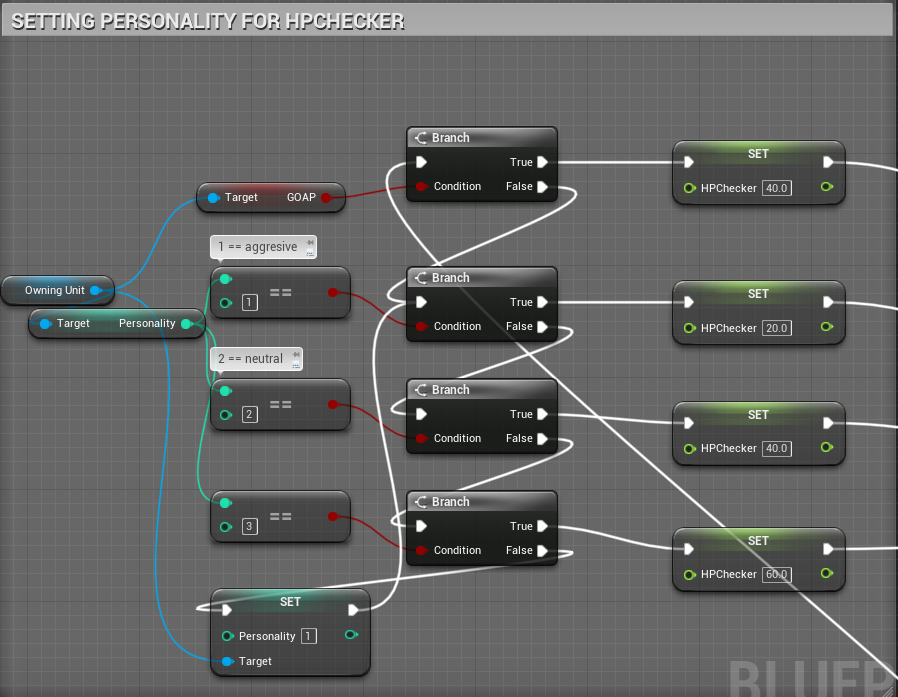 SETTING PERSONALITY FOR HPCHECKER
Branch
True
Condition
False
SET
HPChecker 40.0
Target
GOAP
1 == aggresive
1
==
Branch
True
Condition
False
SET
HPChecker 20.0
Owning Unit
Target
Personality
2 == neutral
2
==
Branch
True
Condition
False
SET
HPChecker 40.0
3
==
Branch
True
Condition
False
SET
HPChecker 60.0
SET
Personality 1
Target
BLUEP